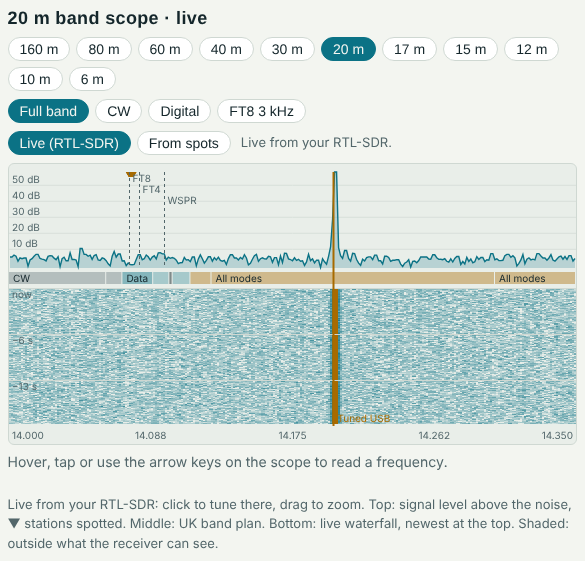 20 m band scope · live
160 m 80 m 60 m 40 m 30 m 20 m 17 m 15 m 12 m
10 m 6 m
Full band CW Digital FT8 3 kHz
Live (RTL-SDR) From spots Live from your RTL-SDR.
50 dB
FT8
40 dB
FT4
30 dB
WSPR
20 dB
10 dB
CW Data All modes All modes
now
−6 s
−13 s
Tuned USB
14.000 14.088 14.175 14.262 14.350
Hover, tap or use the arrow keys on the scope to read a frequency.
Live from your RTL-SDR: click to tune there, drag to zoom. Top: signal level above the noise,
▼ stations spotted. Middle: UK band plan. Bottom: live waterfall, newest at the top. Shaded:
outside what the receiver can see.